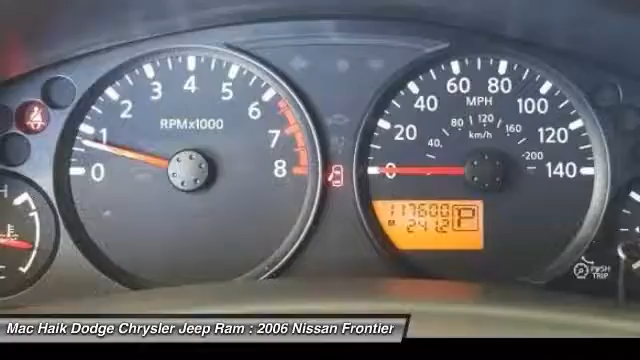 RPMx1000
0
1
2
3
4
5
6
7
8
MPH
km/h
0
20
40
60
80
100
120
140
40
80
120
160
200
117600
241.2
P
H
C
PUSH
TRIP
Mac Haik Dodge Chrysler Jeep Ram : 2006 Nissan Frontier